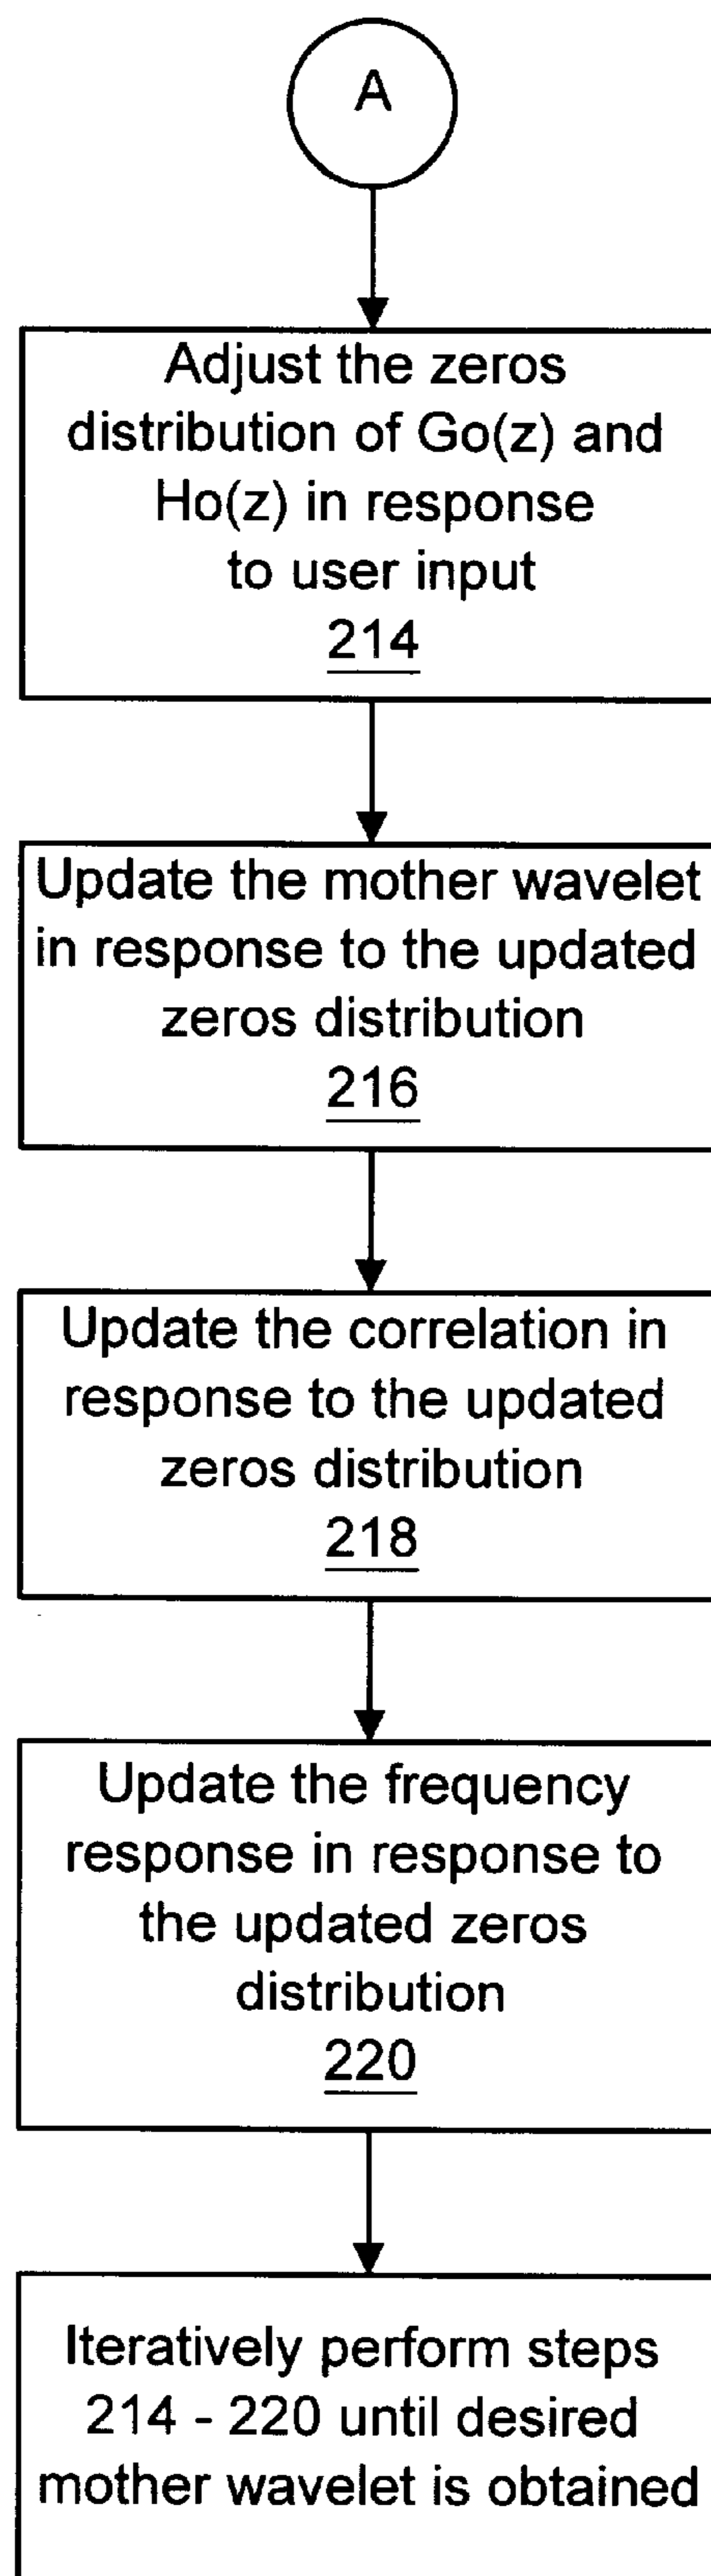 A
Adjust the zeros
distribution of Go(z) and
Ho(z) in response
to user input
214
Update the mother wavelet
in response to the updated
zeros distribution
216
Update the correlation in
response to the updated
zeros distribution
218
Update the frequency
response in response to
the updated zeros
distribution
220
Iteratively perform steps
214 - 220 until desired
mother wavelet is obtained